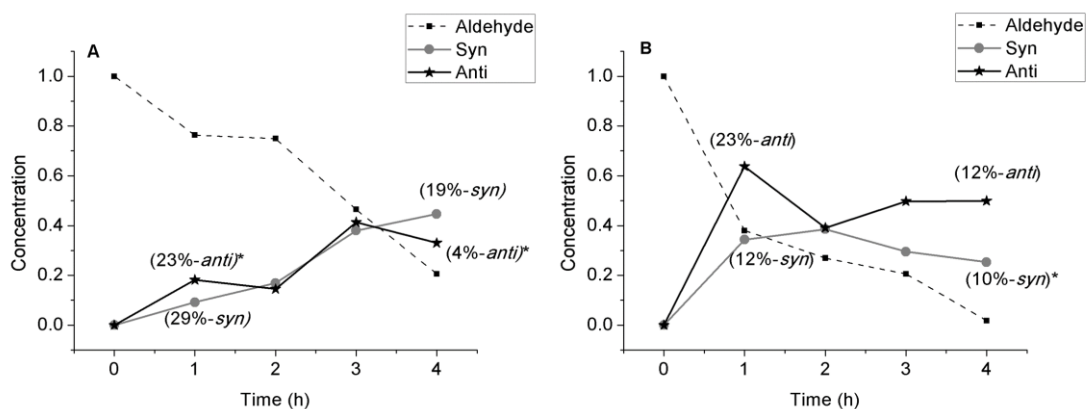 A
Aldehyde
Syn
Anti
Concentration
1.0
0.8
0.6
0.4
0.2
0.0
(23%-anti)*
(29%-syn)
(19%-syn)
(4%-anti)*
0 1 2 3 4
Time (h)
B
Aldehyde
Syn
Anti
Concentration
1.0
0.8
0.6
0.4
0.2
0.0
(23%-anti)
(12%-syn)
(12%-anti)
(10%-syn)*
0 1 2 3 4
Time (h)